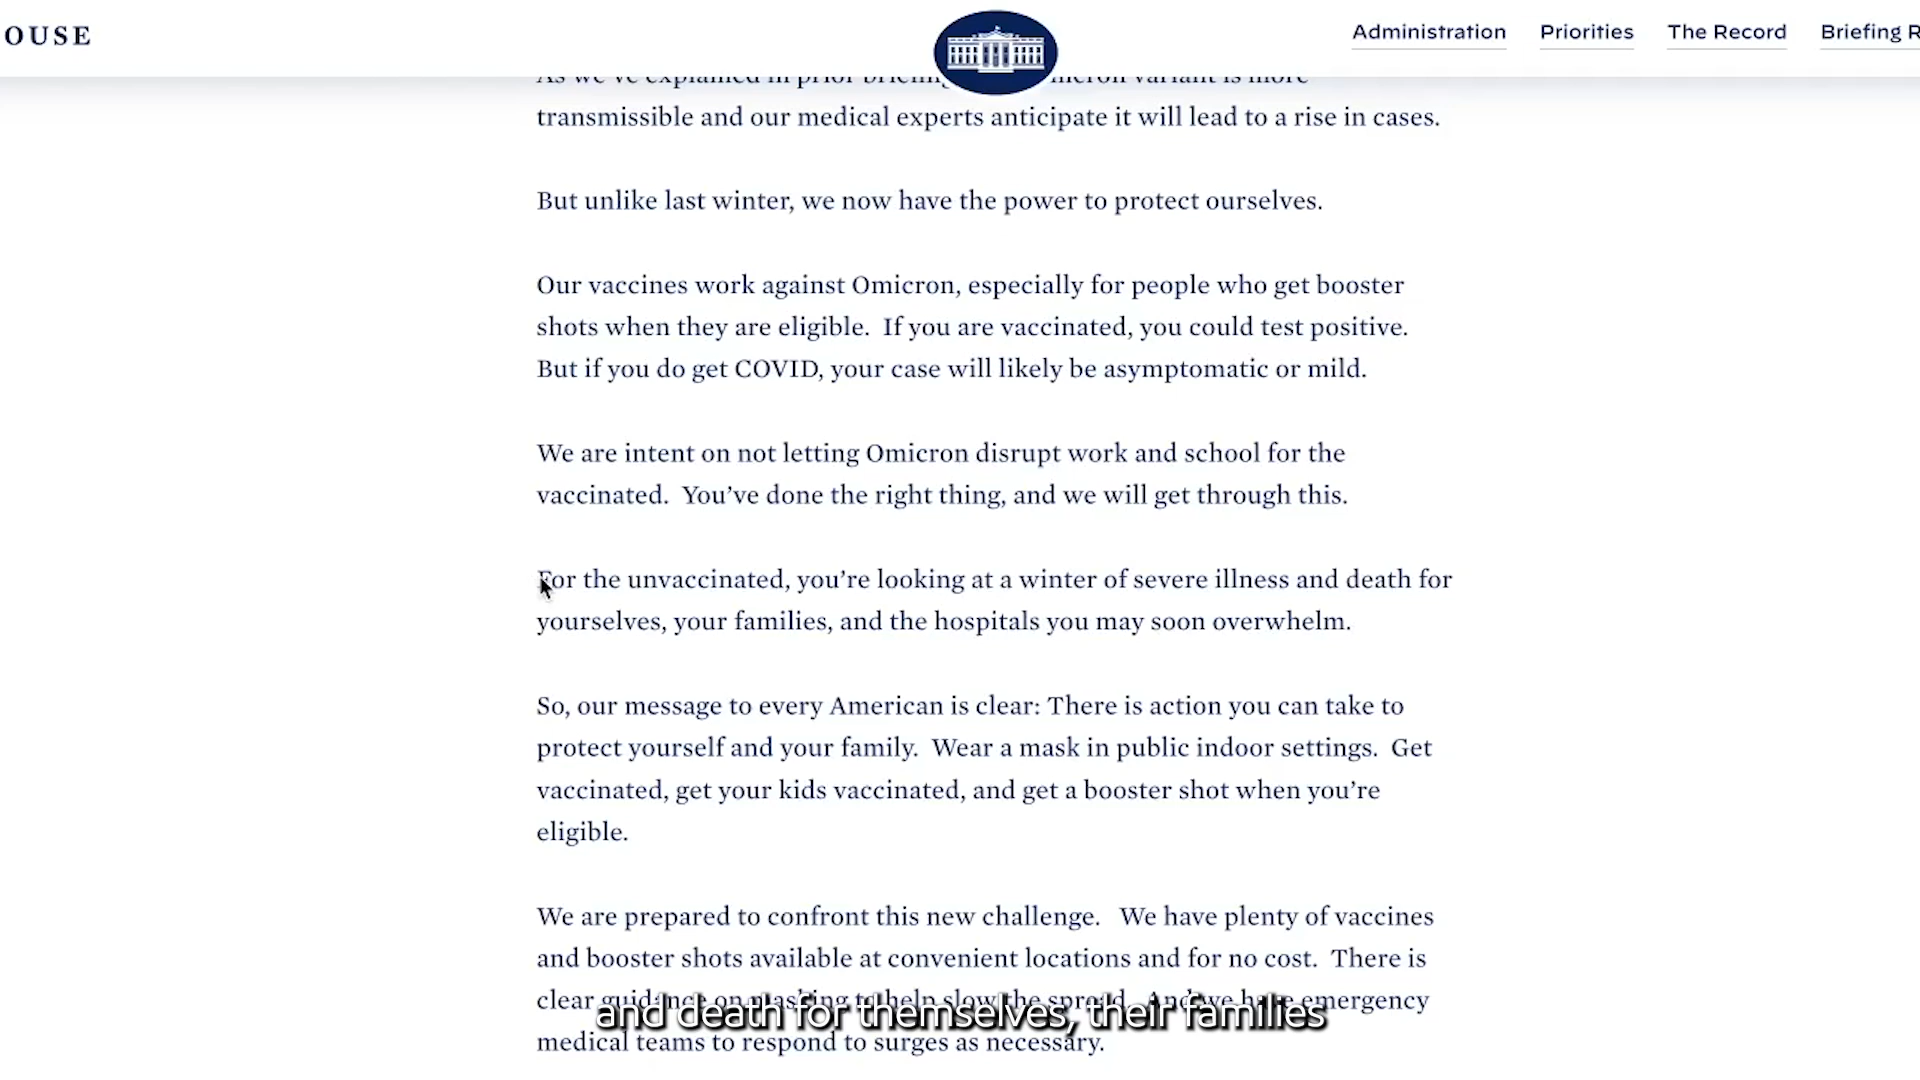 OUSE
Administration
Priorities
The Record
Briefing R
As we've explained in prior briefing micron variant is more
transmissible and our medical experts anticipate it will lead to a rise in cases.
But unlike last winter, we now have the power to protect ourselves.
Our vaccines work against Omicron, especially for people who get booster
shots when they are eligible.  If you are vaccinated, you could test positive.
But if you do get COVID, your case will likely be asymptomatic or mild.
We are intent on not letting Omicron disrupt work and school for the
vaccinated.  You’ve done the right thing, and we will get through this.
For the unvaccinated, you’re looking at a winter of severe illness and death for
yourselves, your families, and the hospitals you may soon overwhelm.
So, our message to every American is clear: There is action you can take to
protect yourself and your family.  Wear a mask in public indoor settings.  Get
vaccinated, get your kids vaccinated, and get a booster shot when you’re
eligible.
We are prepared to confront this new challenge.   We have plenty of vaccines
and booster shots available at convenient locations and for no cost.  There is
clear guidance on masking to help slow the spread.  And we have emergency
and death for themselves, their families
medical teams to respond to surges as necessary.